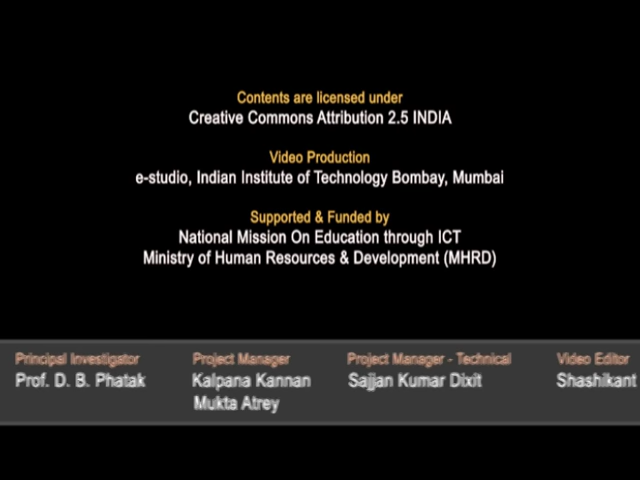 Contents are licensed under
Creative Commons Attribution 2.5 INDIA
Video Production
e-studio, Indian Institute of Technology Bombay, Mumbai
Supported & Funded by
National Mission On Education through ICT
Ministry of Human Resources & Development (MHRD)
Principal Investigator
Prof. D. B. Phatak
Project Manager
Kalpana Kannan
Mukta Atrey
Project Manager - Technical
Sajjan Kumar Dixit
Video Editor
Shashikant